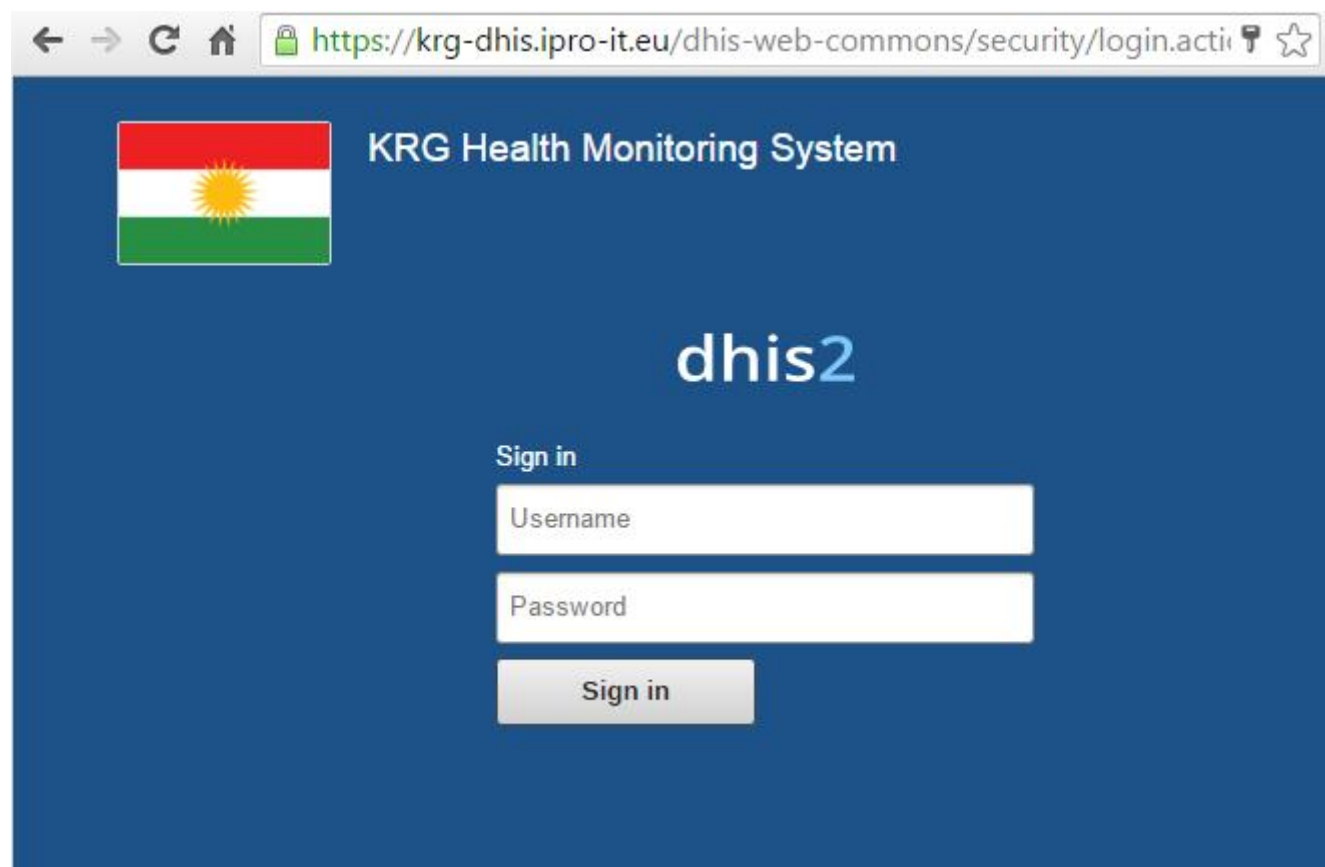 https://krg-dhis.ipro-it.eu/dhis-web-commons/security/login.acti
KRG Health Monitoring System
dhis2
Sign in
Username
Password
Sign in